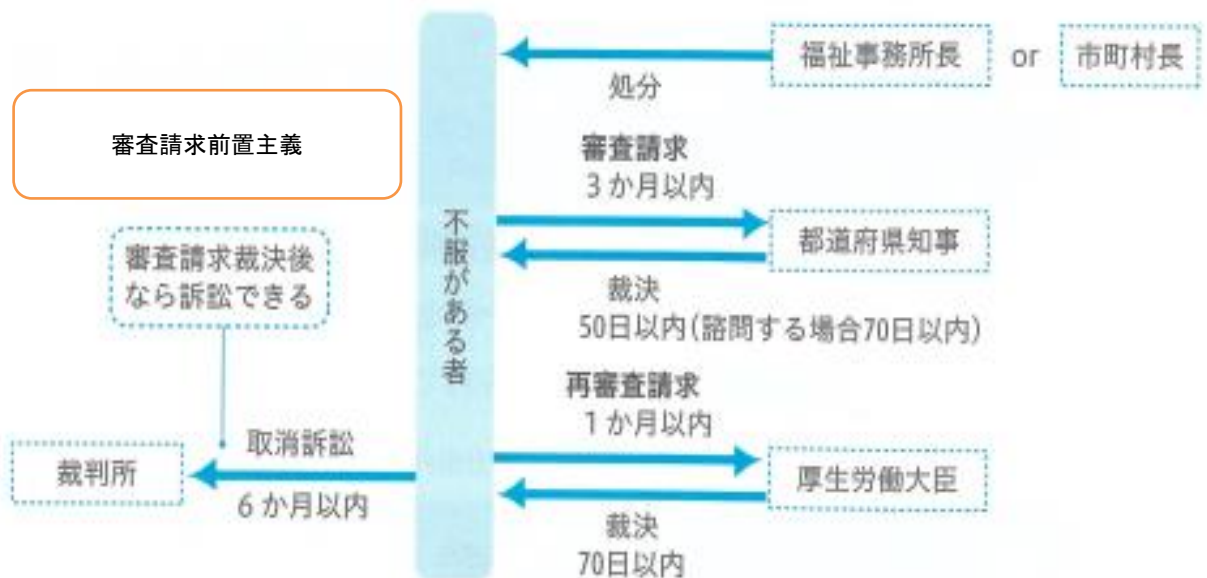 福祉事務所長 or 市町村長
処分
審査請求前置主義
審査請求
3か月以内
不服がある者
都道府県知事
審査請求裁決後
なら訴訟できる
裁決
50日以内(諮問する場合70日以内)
再審査請求
1か月以内
取消訴訟
裁判所
6か月以内
厚生労働大臣
裁決
70日以内